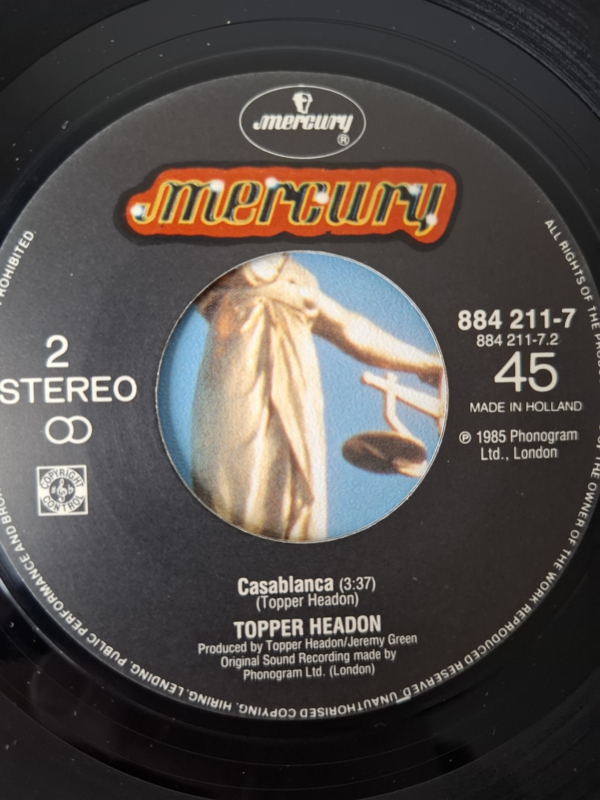 mercury
®
mercury
884 211-7
884 211-7.2
45
MADE IN HOLLAND
℗ 1985 Phonogram
Ltd., London
2
STEREO
COPYRIGHT
CONTROL
Casablanca (3:37)
(Topper Headon)
TOPPER HEADON
Produced by Topper Headon/Jeremy Green
Original Sound Recording made by
Phonogram Ltd. (London)
ALL RIGHTS OF THE
OF THE OWNER OF THE WORK REPRODUCED RESERVED. UNAUTHORISED COPYING, HIRING, LENDING, PUBLIC PERFORMANCE AND
PROHIBITED.